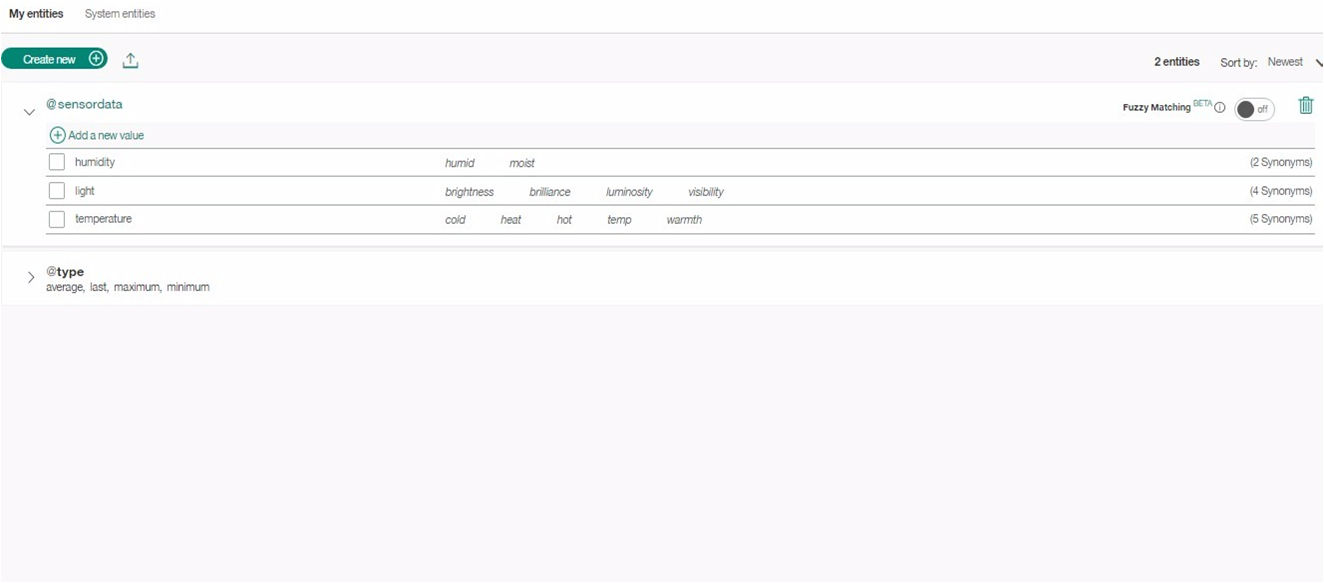 My entities System entities
Create new
2 entities Sort by: Newest
@sensordata Fuzzy Matching BETA off
Add a new value
humidity humid moist (2 Synonyms)
light brightness brilliance luminosity visibility (4 Synonyms)
temperature cold heat hot temp warmth (5 Synonyms)
@type
average, last, maximum, minimum